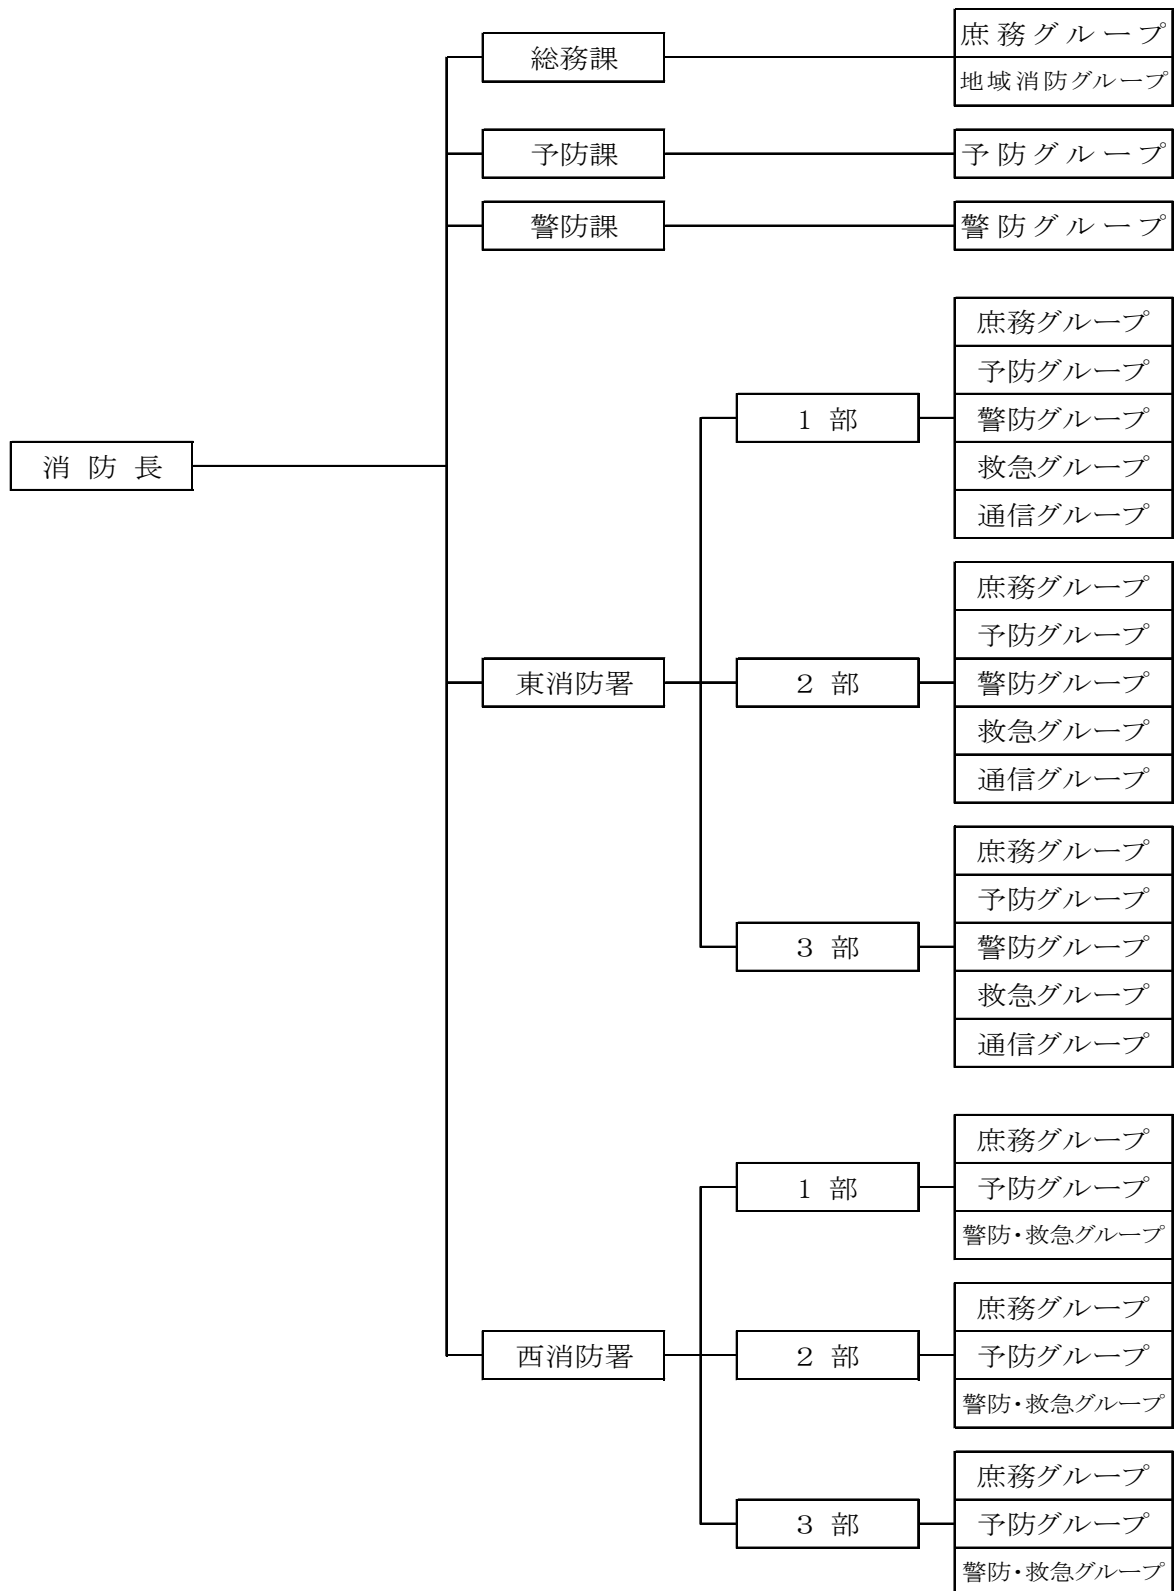 総務課
庶務グループ
地域消防グループ
予防課
予防グループ
警防課
警防グループ
消防長
東消防署
1 部
庶務グループ
予防グループ
警防グループ
救急グループ
通信グループ
2 部
庶務グループ
予防グループ
警防グループ
救急グループ
通信グループ
3 部
庶務グループ
予防グループ
警防グループ
救急グループ
通信グループ
西消防署
1 部
庶務グループ
予防グループ
警防・救急グループ
2 部
庶務グループ
予防グループ
警防・救急グループ
3 部
庶務グループ
予防グループ
警防・救急グループ